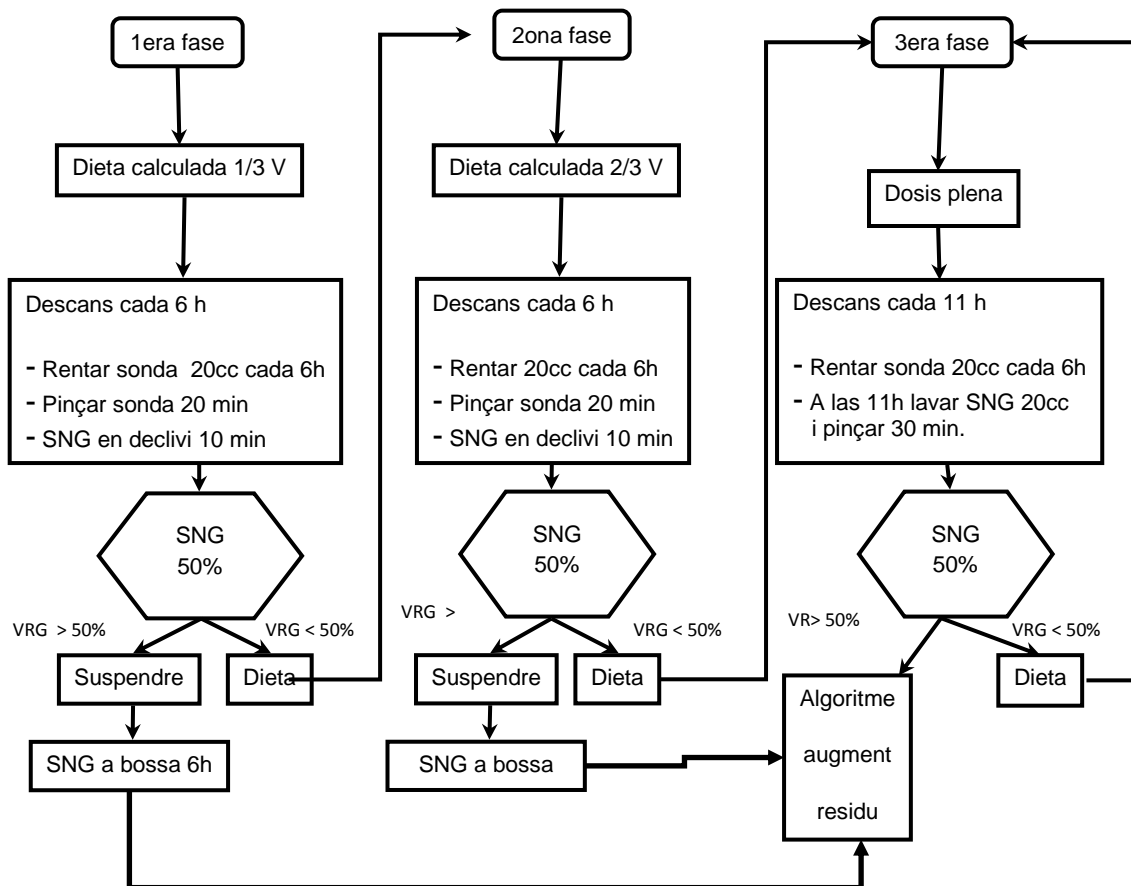 1era fase
Dieta calculada 1/3 V
Descans cada 6 h
- Rentar sonda 20cc cada 6h
- Pinçar sonda 20 min
- SNG en declivi 10 min
SNG
50%
VRG > 50%
VRG < 50%
Suspendre
Dieta
SNG a bossa 6h
2ona fase
Dieta calculada 2/3 V
Descans cada 6 h
- Rentar 20cc cada 6h
- Pinçar sonda 20 min
- SNG en declivi 10 min
SNG
50%
VRG >
VRG < 50%
Suspendre
Dieta
SNG a bossa
3era fase
Dosis plena
Descans cada 11 h
- Rentar sonda 20cc cada 6h
- A las 11h lavar SNG 20cc
i pinçar 30 min.
SNG
50%
VR> 50%
VRG < 50%
Algoritme
augment
residu
Dieta